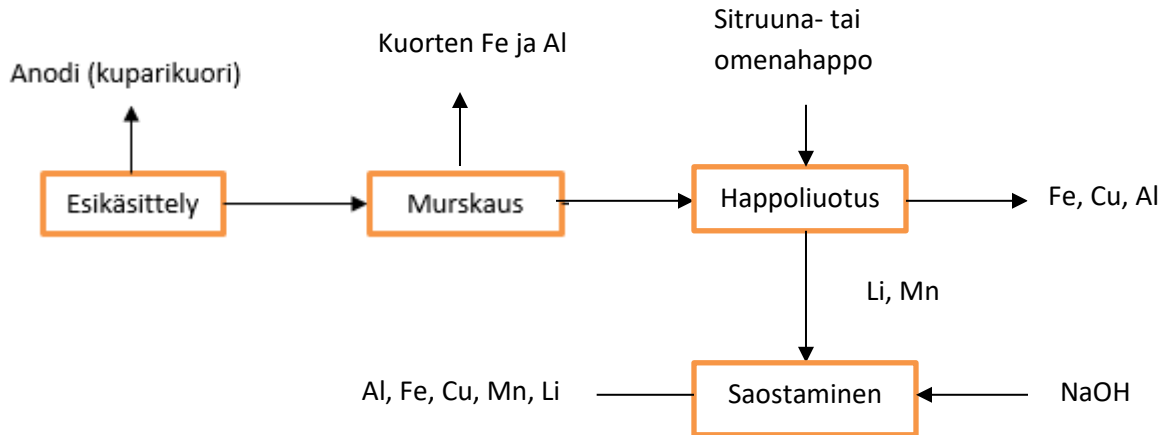 Sitruuna- tai
omenahappo
Kuorten Fe ja Al
Anodi (kuparikuori)
Esikäsittely
Murskaus
Happoliuotus
Fe, Cu, Al
Li, Mn
Al, Fe, Cu, Mn, Li
Saostaminen
NaOH